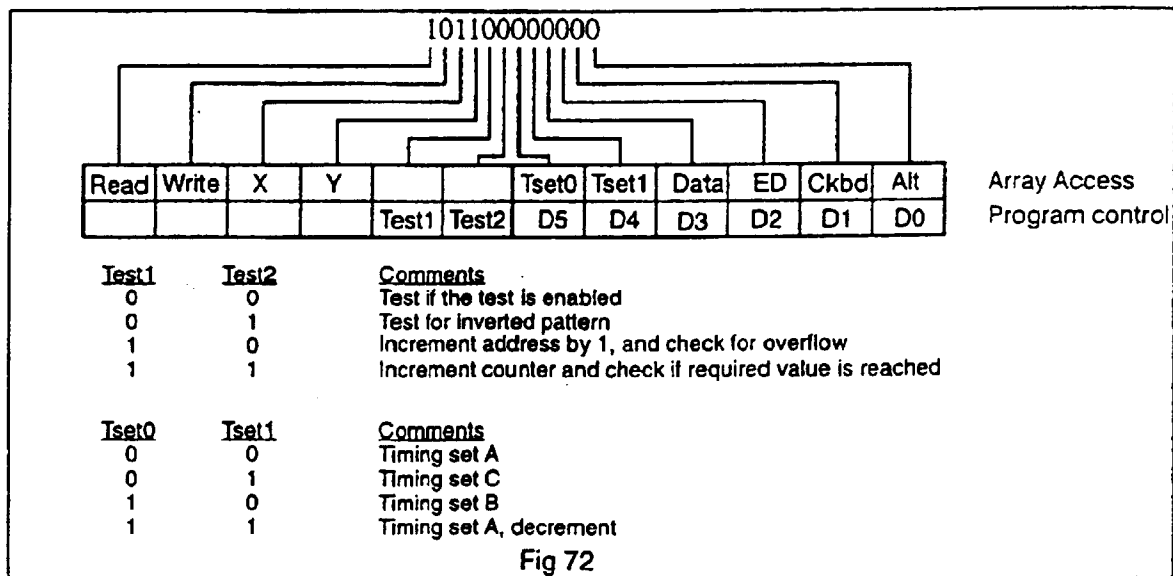 101100000000
Read Write X Y Tset0 Tset1 Data ED Ckbd Alt Array Access
Test1 Test2 D5 D4 D3 D2 D1 D0 Program control
Test1 Test2 Comments
0 0 Test if the test is enabled
0 1 Test for inverted pattern
1 0 Increment address by 1, and check for overflow
1 1 Increment counter and check if required value is reached
Tset0 Tset1 Comments
0 0 Timing set A
0 1 Timing set C
1 0 Timing set B
1 1 Timing set A, decrement
Fig 72